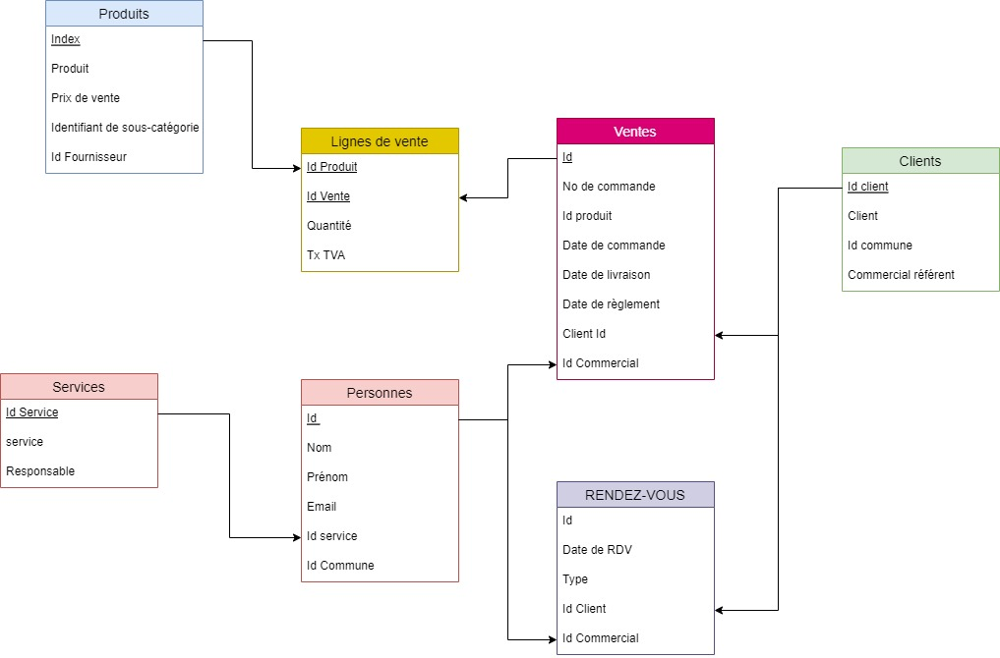 Produits
Index
Produit
Prix de vente
Identifiant de sous-catégorie
Id Fournisseur
Lignes de vente
Id Produit
Id Vente
Quantité
Tx TVA
Ventes
Id
No de commande
Id produit
Date de commande
Date de livraison
Date de règlement
Client Id
Id Commercial
Clients
Id client
Client
Id commune
Commercial référent
Services
Id Service
service
Responsable
Personnes
Id
Nom
Prénom
Email
Id service
Id Commune
RENDEZ-VOUS
Id
Date de RDV
Type
Id Client
Id Commercial